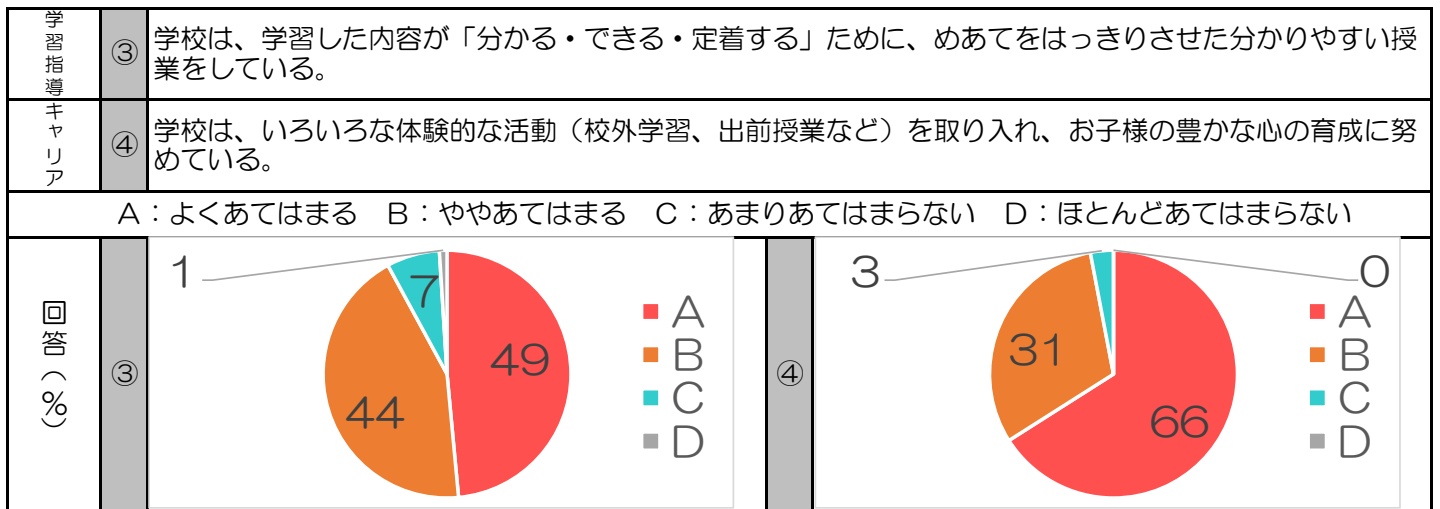 学習指導
③
学校は、学習した内容が「分かる・できる・定着する」ために、めあてをはっきりさせた分かりやすい授
業をしている。
キャリア
④
学校は、いろいろな体験的な活動（校外学習、出前授業など）を取り入れ、お子様の豊かな心の育成に努
めている。
A：よくあてはまる　B：ややあてはまる　C：あまりあてはまらない　D：ほとんどあてはまらない
回答（%）
③
1
7
49
44
A
B
C
D
④
3
0
31
66
A
B
C
D